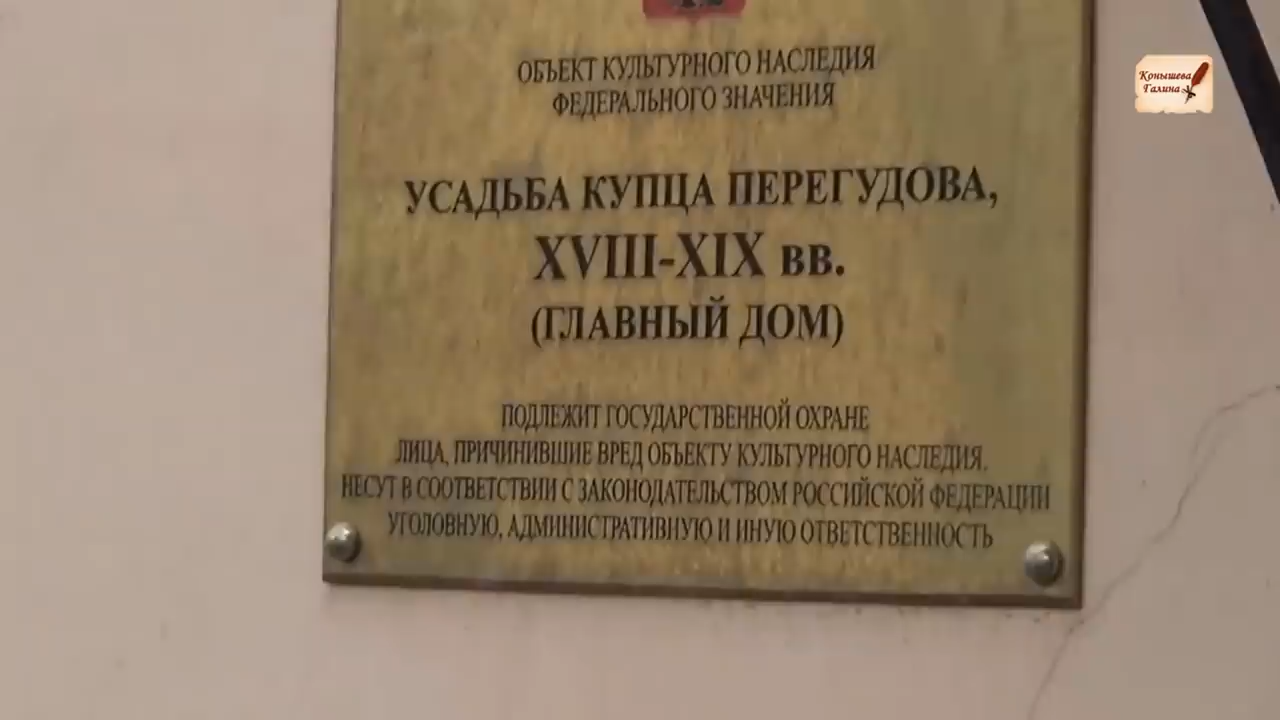 Конышева
Галина
ОБЪЕКТ КУЛЬТУРНОГО НАСЛЕДИЯ
ФЕДЕРАЛЬНОГО ЗНАЧЕНИЯ
УСАДЬБА КУПЦА ПЕРЕГУДОВА,
XVIII-XIX вв.
(ГЛАВНЫЙ ДОМ)
ПОДЛЕЖИТ ГОСУДАРСТВЕННОЙ ОХРАНЕ
ЛИЦА, ПРИЧИНИВШИЕ ВРЕД ОБЪЕКТУ КУЛЬТУРНОГО НАСЛЕДИЯ,
НЕСУТ В СООТВЕТСТВИИ С ЗАКОНОДАТЕЛЬСТВОМ РОССИЙСКОЙ ФЕДЕРАЦИИ
УГОЛОВНУЮ, АДМИНИСТРАТИВНУЮ И ИНУЮ ОТВЕТСТВЕННОСТЬ